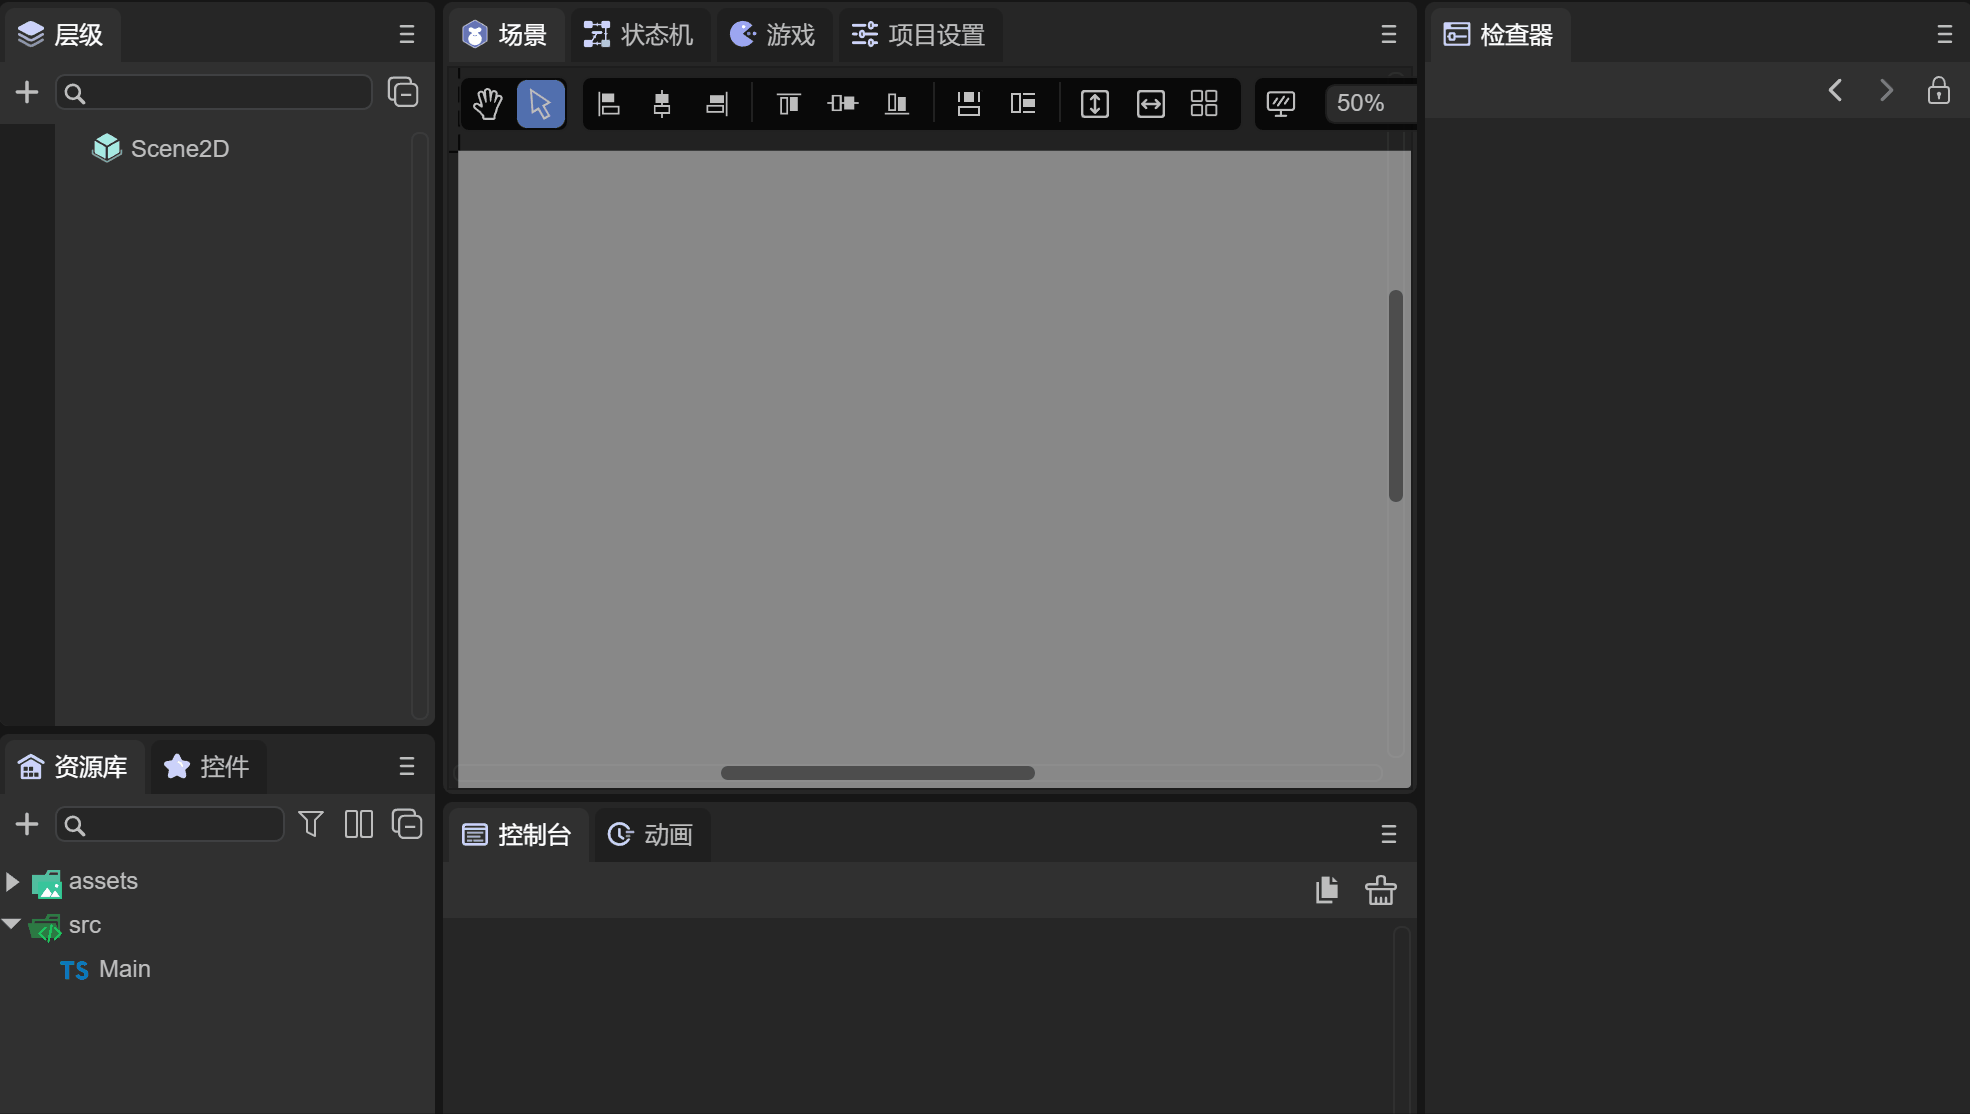 层级
Scene2D
场景
状态机
游戏
项目设置
50%
检查器
资源库
控件
assets
src
TS Main
控制台
动画